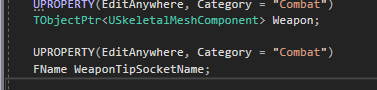 UPROPERTY(EditAnywhere, Category = "Combat")
TObjectPtr<USkeletalMeshComponent> Weapon;
UPROPERTY(EditAnywhere, Category = "Combat")
FName WeaponTipSocketName;